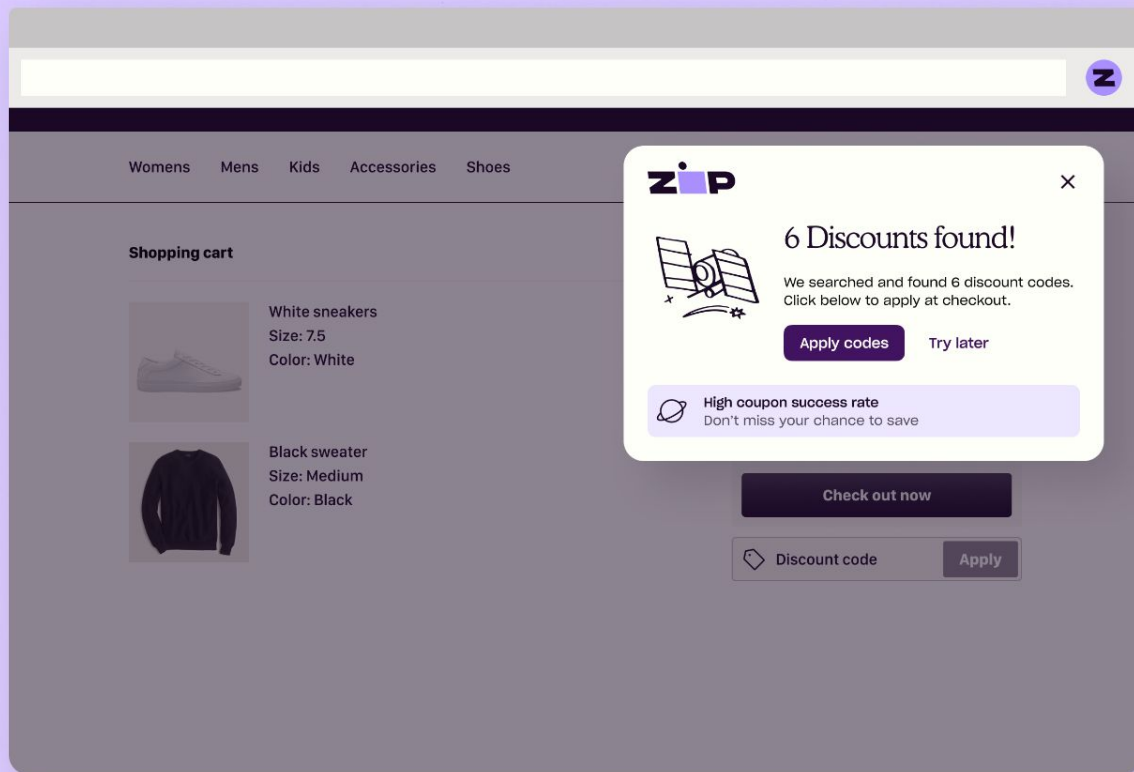 Z
Womens Mens Kids Accessories Shoes
Shopping cart
White sneakers
Size: 7.5
Color: White
Black sweater
Size: Medium
Color: Black
ZIP
6 Discounts found!
We searched and found 6 discount codes.
Click below to apply at checkout.
Apply codes Try later
High coupon success rate
Don't miss your chance to save
Check out now
Discount code Apply